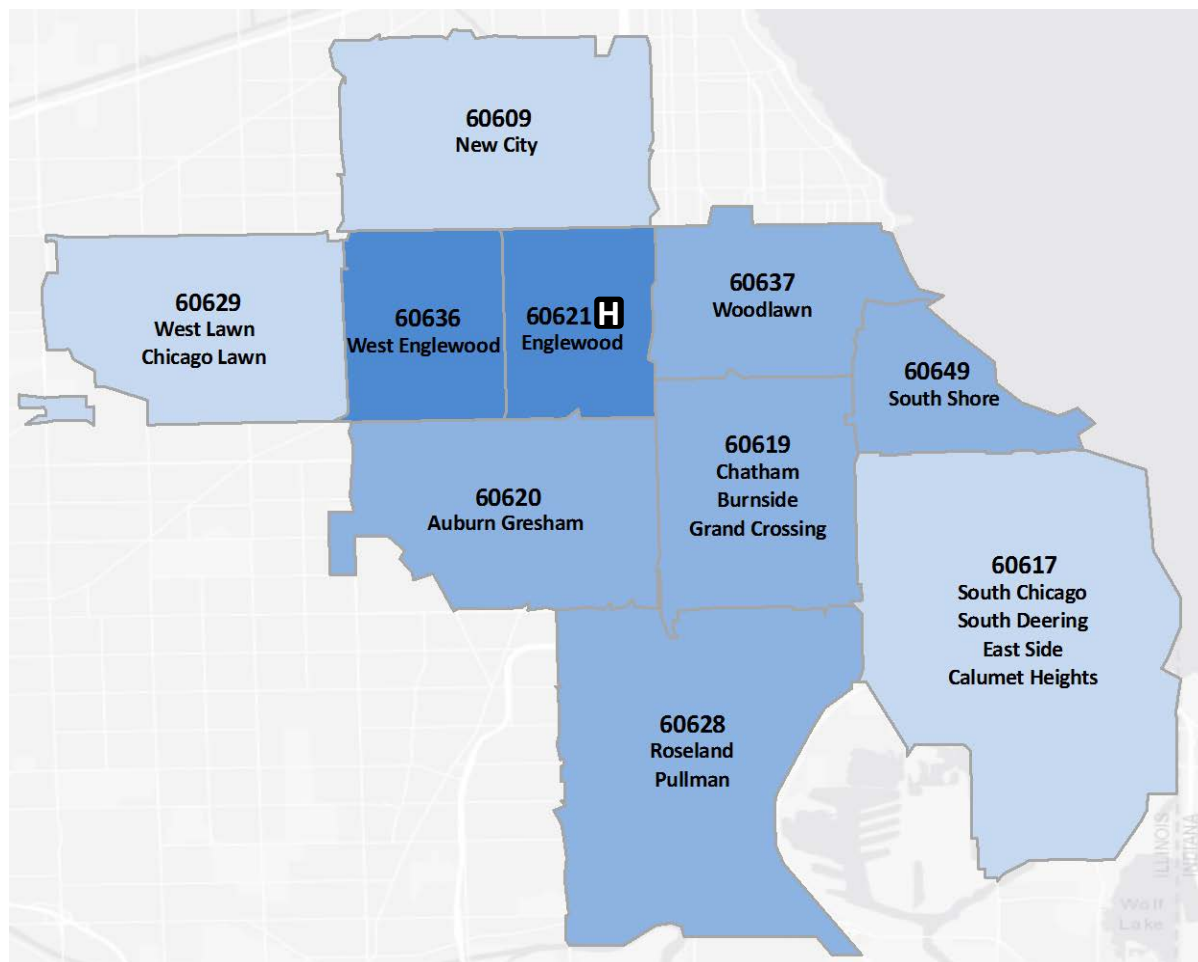 60609
New City
60629
West Lawn
Chicago Lawn
60636
West Englewood
60621 H
Englewood
60637
Woodlawn
60649
South Shore
60620
Auburn Gresham
60619
Chatham
Burnside
Grand Crossing
60617
South Chicago
South Deering
East Side
Calumet Heights
60628
Roseland
Pullman
ILLINOIS
INDIANA
Wolf
Lake